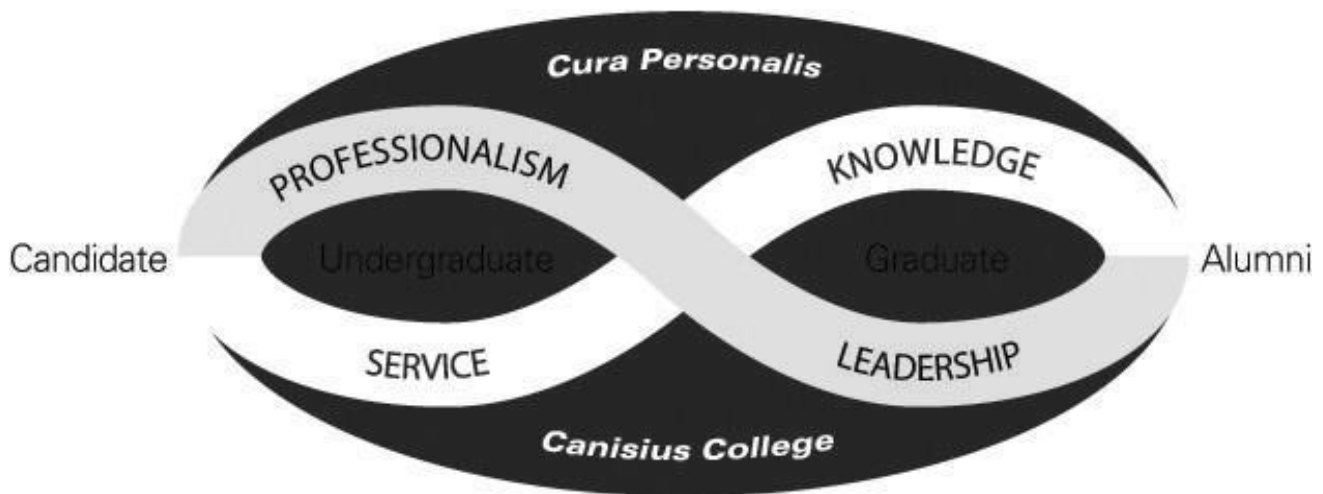 Cura Personalis
PROFESSIONALISM
KNOWLEDGE
Candidate
Undergraduate
Graduate
Alumni
SERVICE
LEADERSHIP
Canisius College